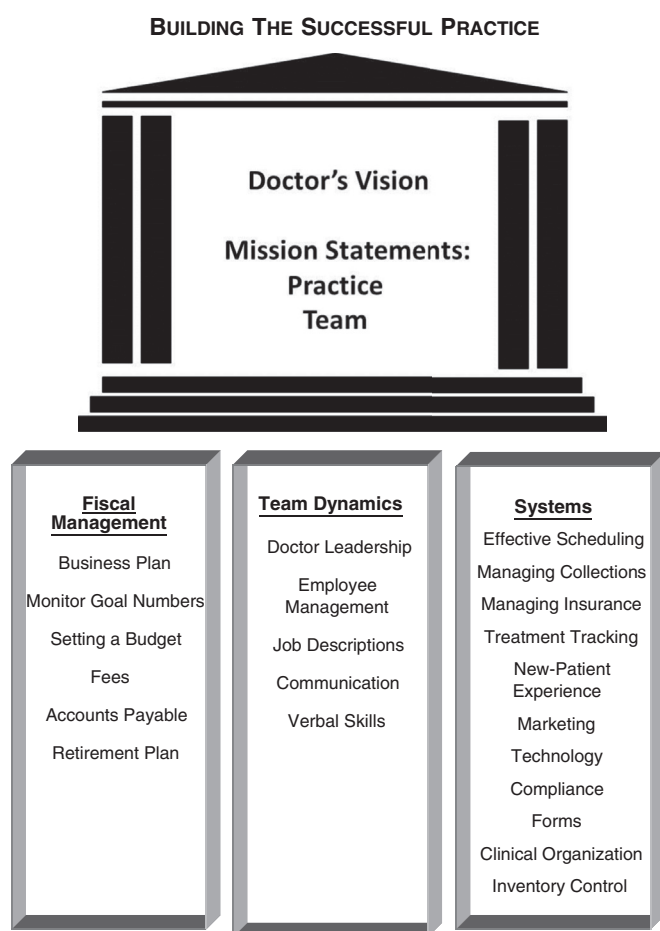 BUILDING THE SUCCESSFUL PRACTICE
Doctor's Vision
Mission Statements:
Practice
Team
Fiscal
Management
Business Plan
Monitor Goal Numbers
Setting a Budget
Fees
Accounts Payable
Retirement Plan
Team Dynamics
Doctor Leadership
Employee
Management
Job Descriptions
Communication
Verbal Skills
Systems
Effective Scheduling
Managing Collections
Managing Insurance
Treatment Tracking
New-Patient
Experience
Marketing
Technology
Compliance
Forms
Clinical Organization
Inventory Control